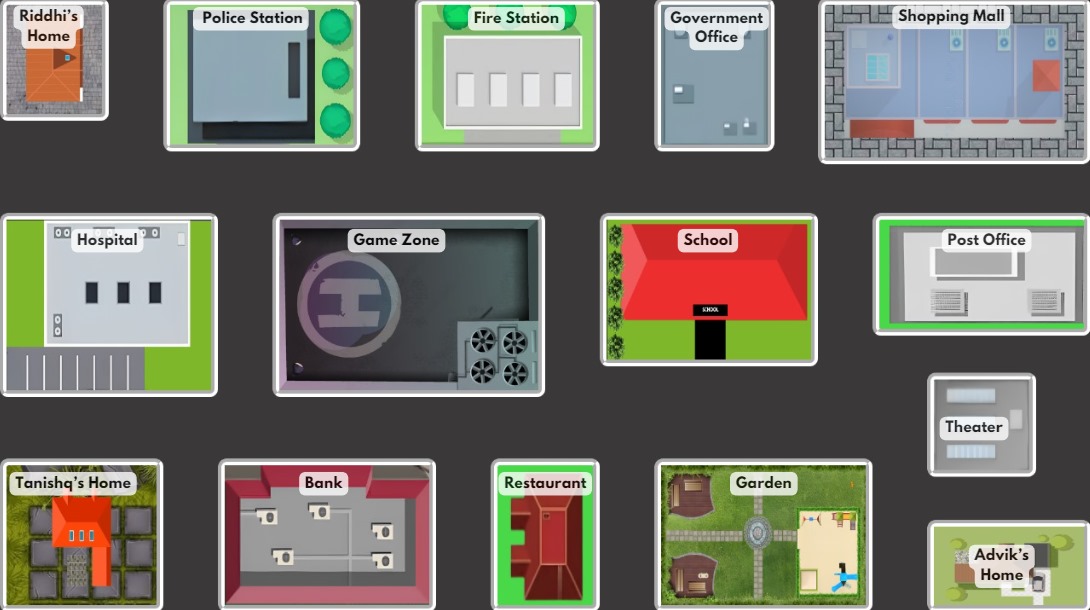 Riddhi's
Home
Police Station
Fire Station
Government
Office
Shopping Mall
Hospital
Game Zone
H
School
SCHOOL
Post Office
Theater
Tanishq's Home
Bank
Restaurant
Garden
Advik's
Home